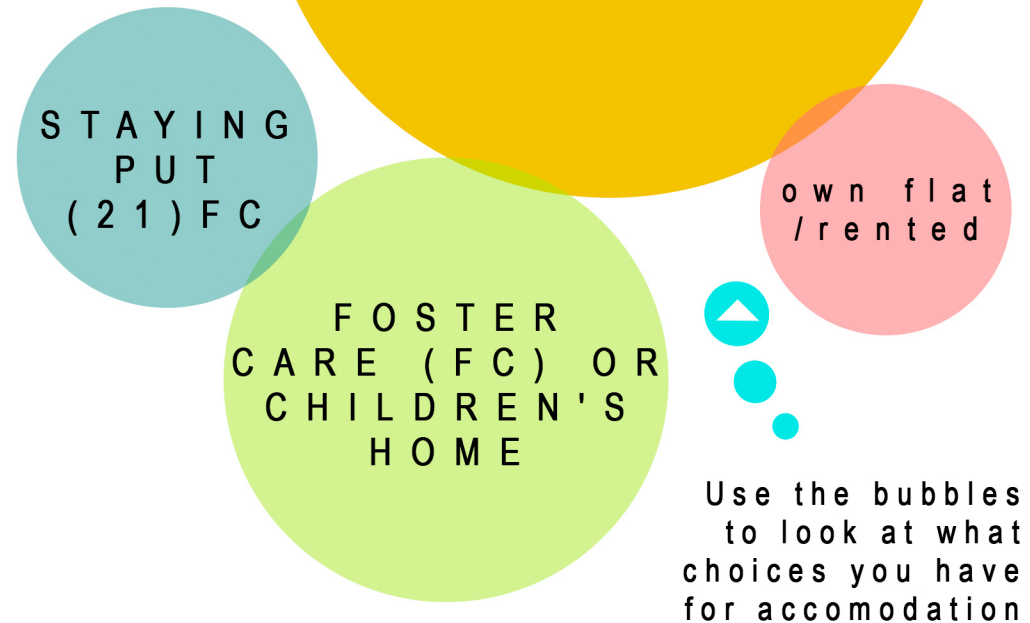 STAYING
PUT
(21)FC
own flat
/rented
FOSTER
CARE (FC) OR
CHILDREN'S
HOME
Use the bubbles
to look at what
choices you have
for accomodation